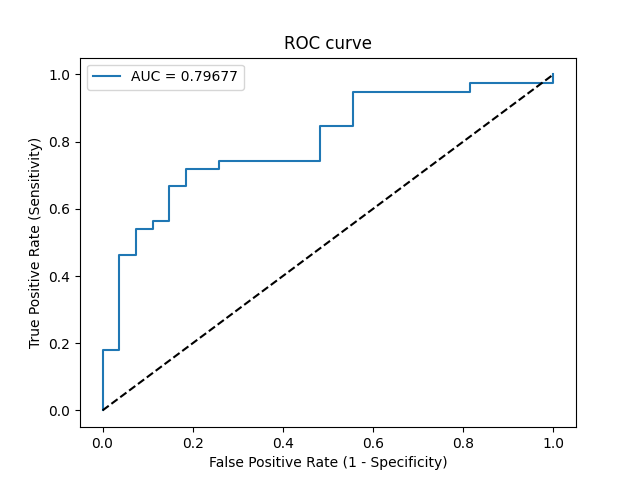 ROC curve
AUC = 0.79677
True Positive Rate (Sensitivity)
1.0
0.8
0.6
0.4
0.2
0.0
0.0 0.2 0.4 0.6 0.8 1.0
False Positive Rate (1 - Specificity)